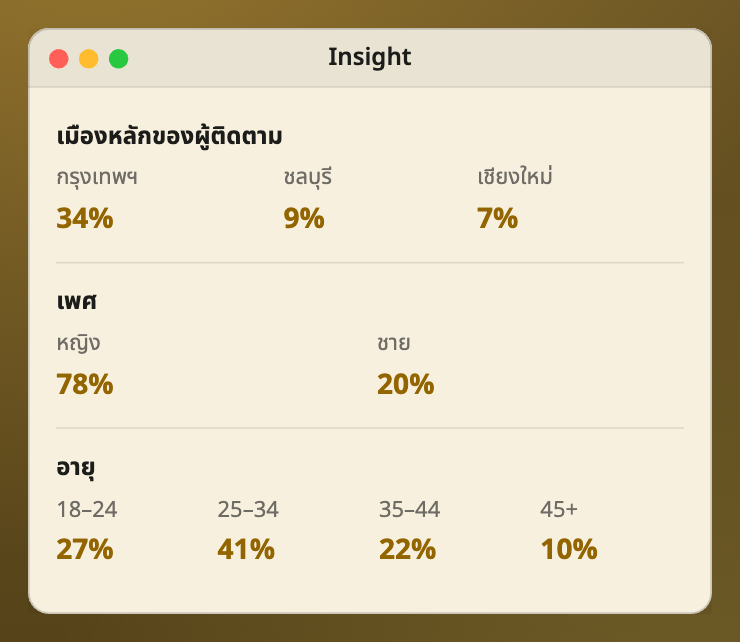 Insight
เมืองหลักของผู้ติดตาม
กรุงเทพฯ ชลบุรี เชียงใหม่
34% 9% 7%
เพศ
หญิง ชาย
78% 20%
อายุ
18–24 25–34 35–44 45+
27% 41% 22% 10%